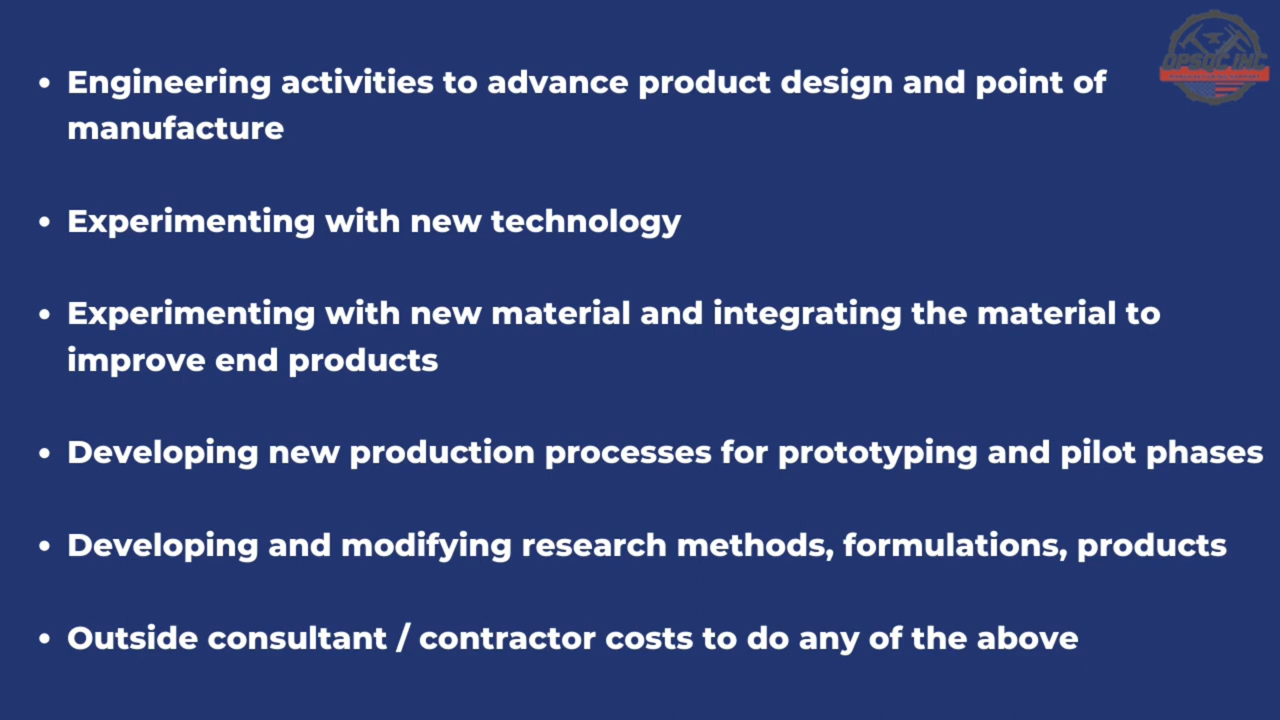 OPSOC INC
• Engineering activities to advance product design and point of
manufacture
• Experimenting with new technology
• Experimenting with new material and integrating the material to
improve end products
• Developing new production processes for prototyping and pilot phases
• Developing and modifying research methods, formulations, products
• Outside consultant / contractor costs to do any of the above